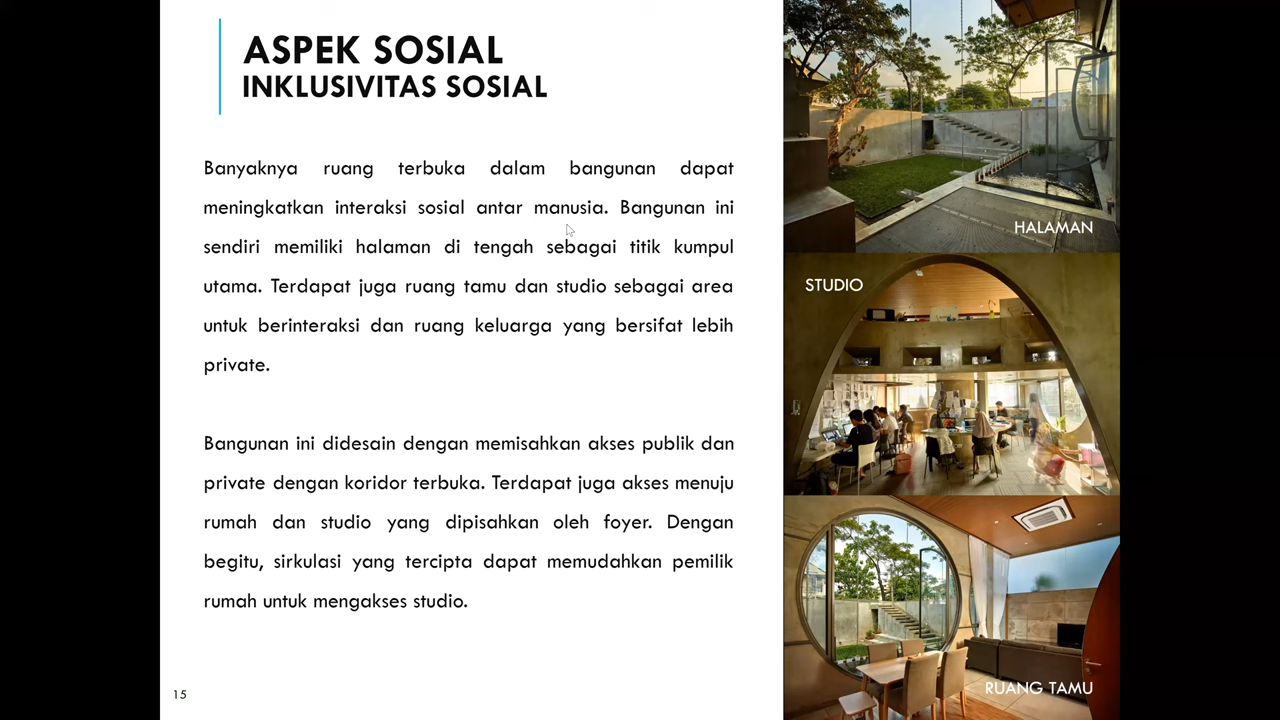 ASPEK SOSIAL
INKLUSIVITAS SOSIAL
Banyaknya ruang terbuka dalam bangunan dapat
meningkatkan interaksi sosial antar manusia. Bangunan ini
sendiri memiliki halaman di tengah sebagai titik kumpul
utama. Terdapat juga ruang tamu dan studio sebagai area
untuk berinteraksi dan ruang keluarga yang bersifat lebih
private.
Bangunan ini didesain dengan memisahkan akses publik dan
private dengan koridor terbuka. Terdapat juga akses menuju
rumah dan studio yang dipisahkan oleh foyer. Dengan
begitu, sirkulasi yang tercipta dapat memudahkan pemilik
rumah untuk mengakses studio.
15
HALAMAN
STUDIO
RUANG TAMU